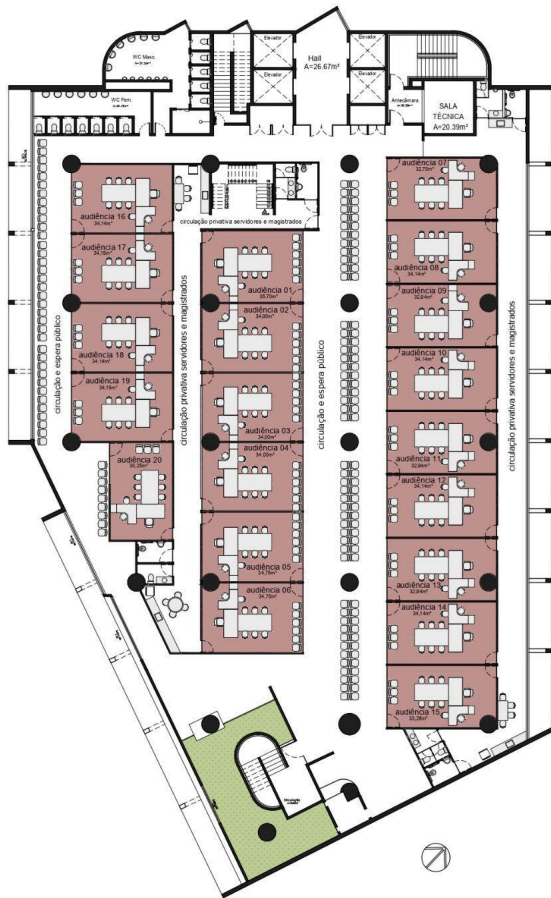 Elevador
Elevador
Hall
A=26.67m²
WC Masc.
Elevador
Elevador
WC Fem.
Antecâmara
SALA
TÉCNICA
A=20.39m²
audiência 07
32,70m²
audiência 16
34,14m²
circulação privativa servidores e magistrados
audiência 17
34,15m²
audiência 01
35,70m²
audiência 08
34,14m²
audiência 02
34,00m²
audiência 09
32,84m²
audiência 18
34,14m²
audiência 10
34,14m²
audiência 19
34,15m²
audiência 03
34,00m²
audiência 04
34,00m²
audiência 20
35,25m²
audiência 11
32,84m²
audiência 12
34,14m²
audiência 05
34,75m²
audiência 13
32,84m²
audiência 06
34,75m²
audiência 14
34,14m²
audiência 15
33,28m²
circulação e espera público
circulação privativa servidores e magistrados
circulação e espera público
circulação privativa servidores e magistrados
circulação